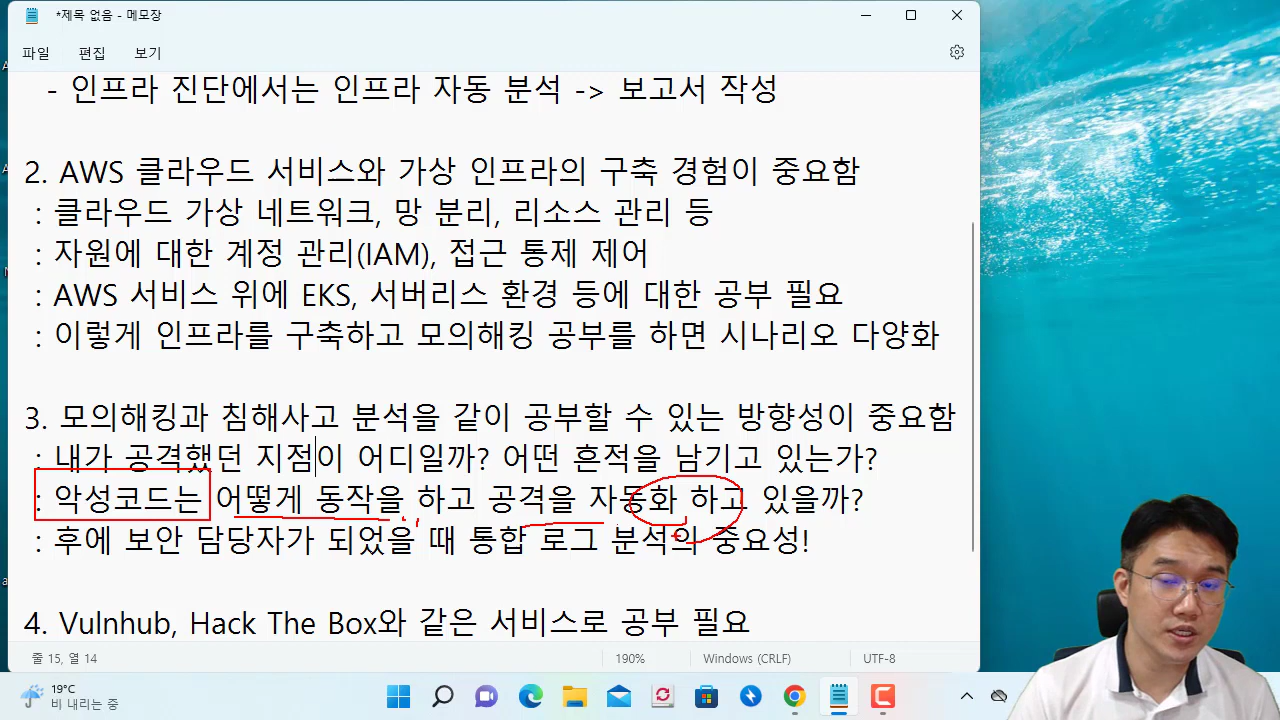 *제목 없음 - 메모장
파일 편집 보기
- 인프라 진단에서는 인프라 자동 분석 -> 보고서 작성
2. AWS 클라우드 서비스와 가상 인프라의 구축 경험이 중요함
: 클라우드 가상 네트워크, 망 분리, 리소스 관리 등
: 자원에 대한 계정 관리(IAM), 접근 통제 제어
: AWS 서비스 위에 EKS, 서버리스 환경 등에 대한 공부 필요
: 이렇게 인프라를 구축하고 모의해킹 공부를 하면 시나리오 다양화
3. 모의해킹과 침해사고 분석을 같이 공부할 수 있는 방향성이 중요함
: 내가 공격했던 지점이 어디일까? 어떤 흔적을 남기고 있는가?
: 악성코드는 어떻게 동작을 하고 공격을 자동화 하고 있을까?
: 후에 보안 담당자가 되었을 때 통합 로그 분석의 중요성!
4. Vulnhub, Hack The Box와 같은 서비스로 공부 필요
줄 15, 열 14 190% Windows (CRLF) UTF-8
19°C
비 내리는 중